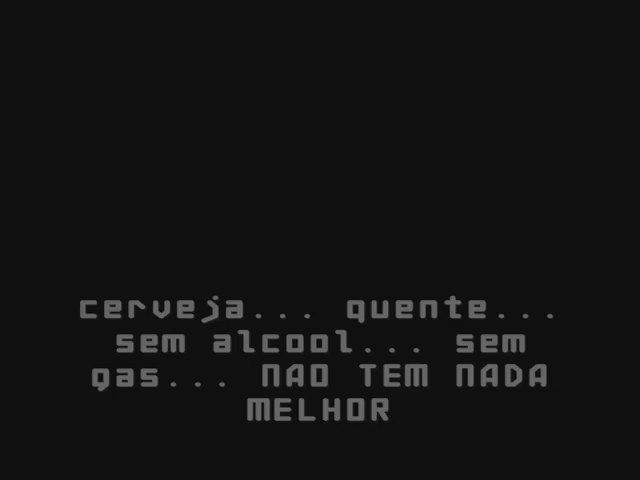 cerveja... quente...
sem alcool... sem
gas... NAO TEM NADA
MELHOR